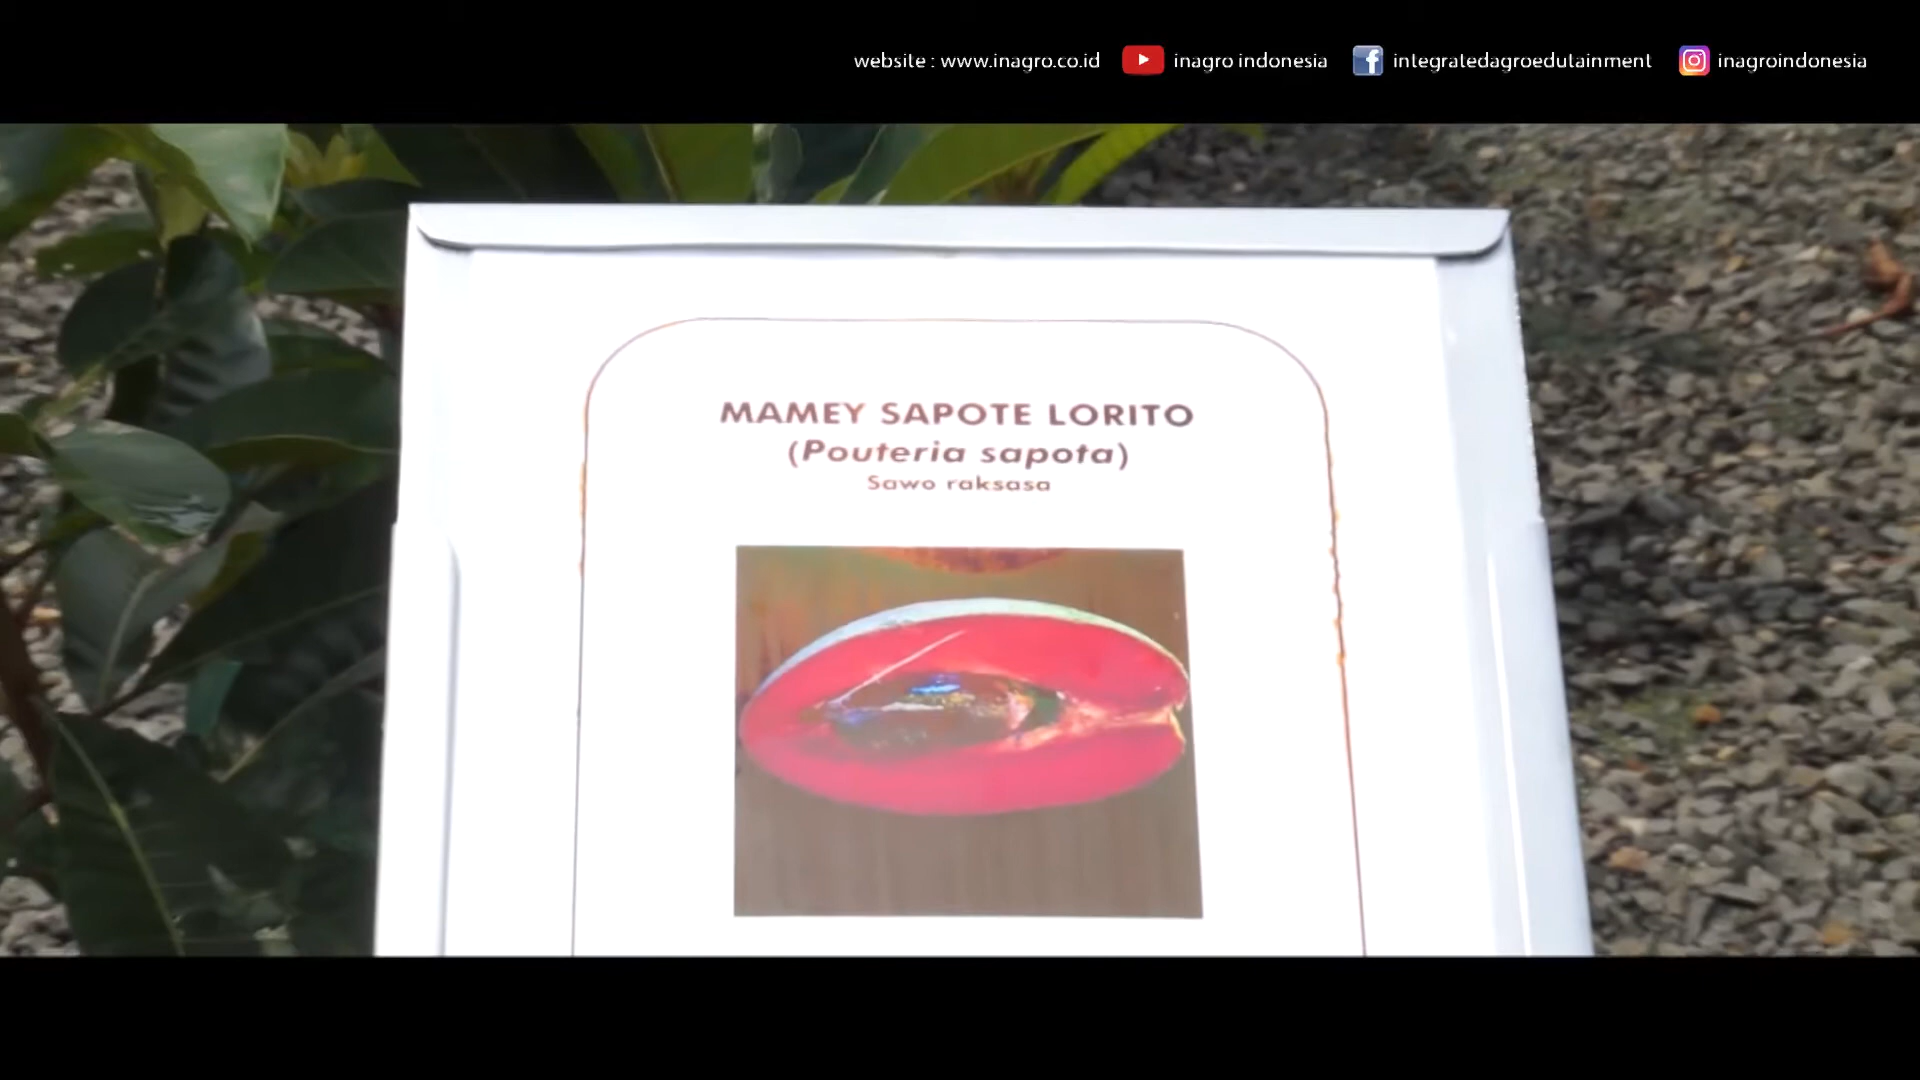 website : www.inagro.co.id inagro indonesia integratedagroedutainment inagroindonesia
MAMEY SAPOTE LORITO
(Pouteria sapota)
Sawo raksasa